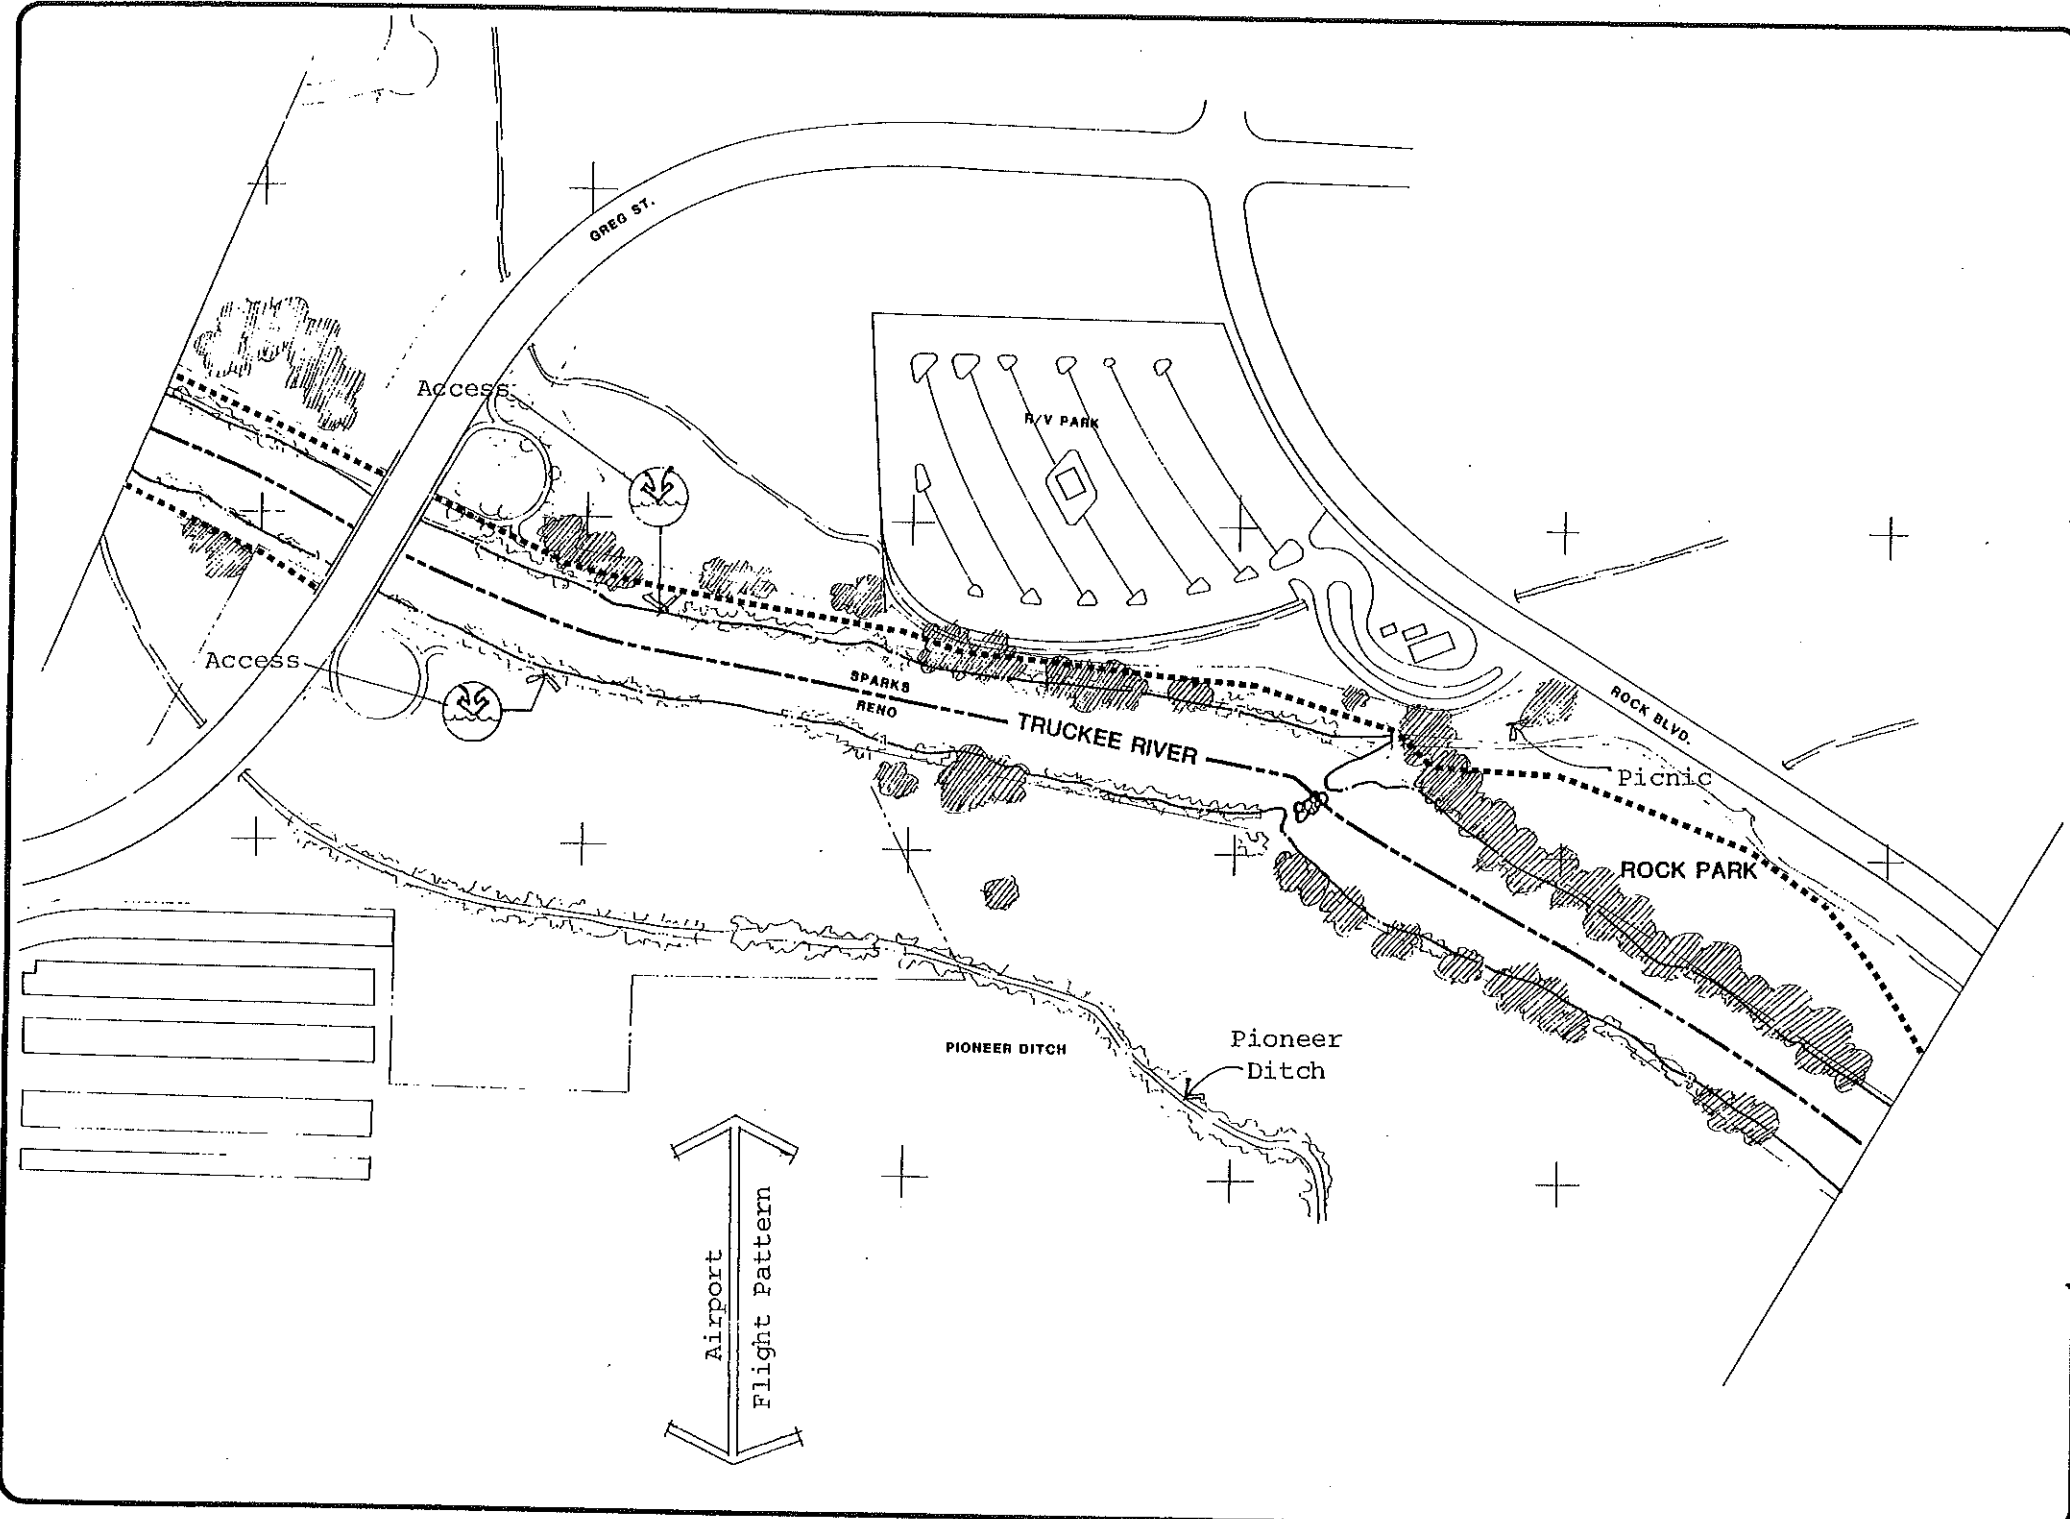 GREG ST.
Access
R/V PARK
Access
SPARKS
RENO
TRUCKEE RIVER
ROCK BLVD.
Picnic
ROCK PARK
PIONEER DITCH
Pioneer
Ditch
Airport
Flight Pattern